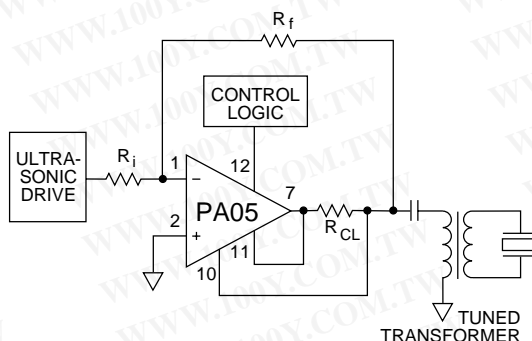 Rf
CONTROL
LOGIC
ULTRA-
SONIC
DRIVE
Ri
1
12
–
7
PA05
2
+
RCL
11
10
TUNED
TRANSFORMER
WWW.100Y.COM.TW